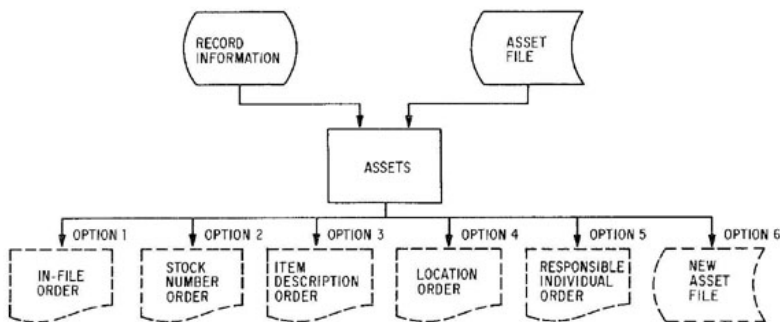 RECORD
INFORMATION
ASSET
FILE
ASSETS
OPTION 1
OPTION 2
OPTION 3
OPTION 4
OPTION 5
OPTION 6
IN-FILE
ORDER
STOCK
NUMBER
ORDER
ITEM
DESCRIPTION
ORDER
LOCATION
ORDER
RESPONSIBLE
INDIVIDUAL
ORDER
NEW
ASSET
FILE